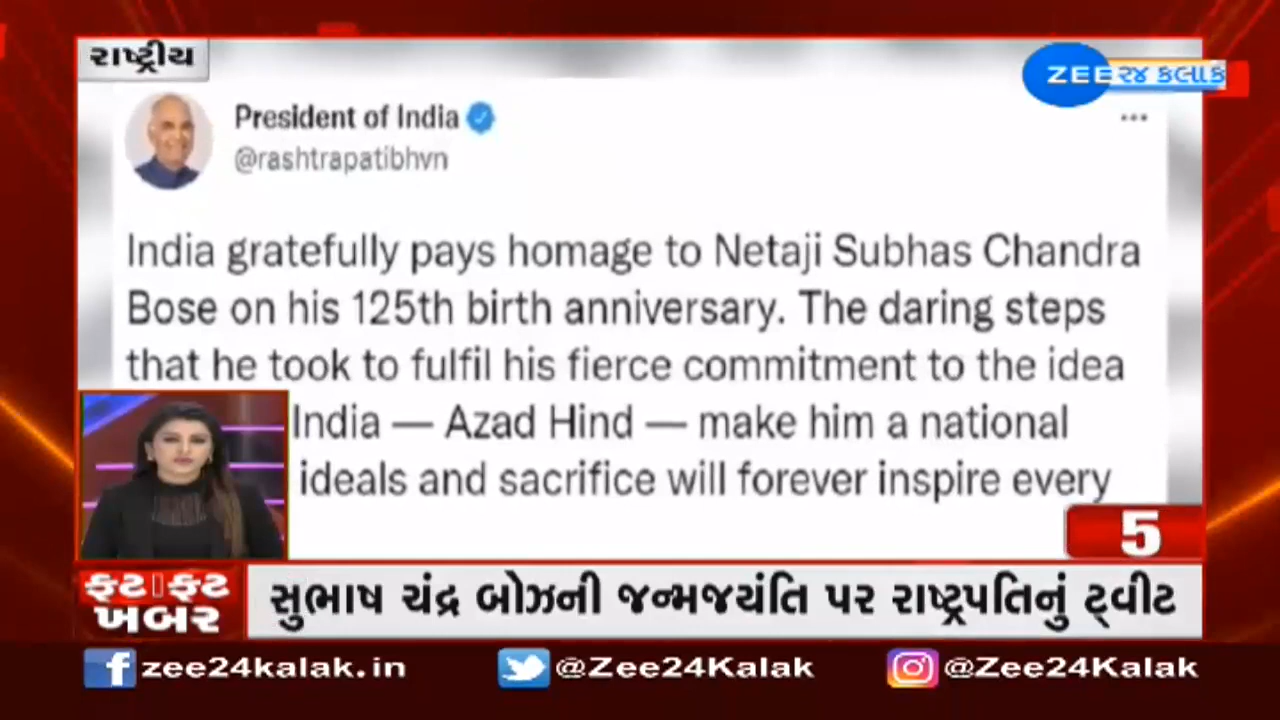 રાષ્ટ્રીય
ZEE ૨૪ કલાક
President of India
@rashtrapatibhvn
India gratefully pays homage to Netaji Subhas Chandra
Bose on his 125th birth anniversary. The daring steps
that he took to fulfil his fierce commitment to the idea
India — Azad Hind — make him a national
ideals and sacrifice will forever inspire every
5
ફટાફટ
ખબર
સુભાષ ચંદ્ર બોઝની જન્મજયંતિ પર રાષ્ટ્રપતિનું ટ્વીટ
zee24kalak.in
@Zee24Kalak
@Zee24Kalak